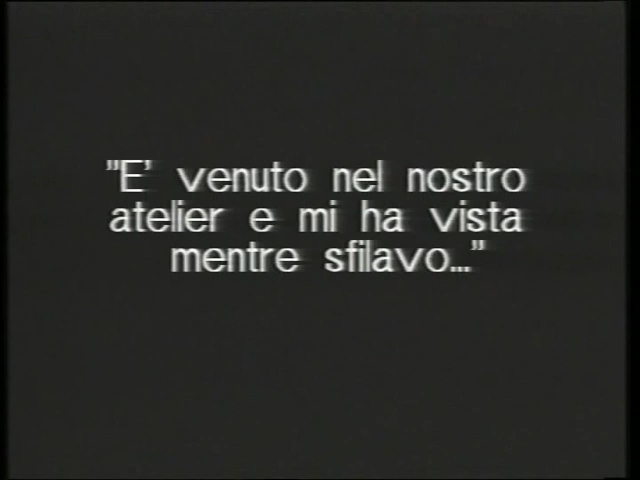 "E' venuto nel nostro
atelier e mi ha vista
mentre sfilavo..."